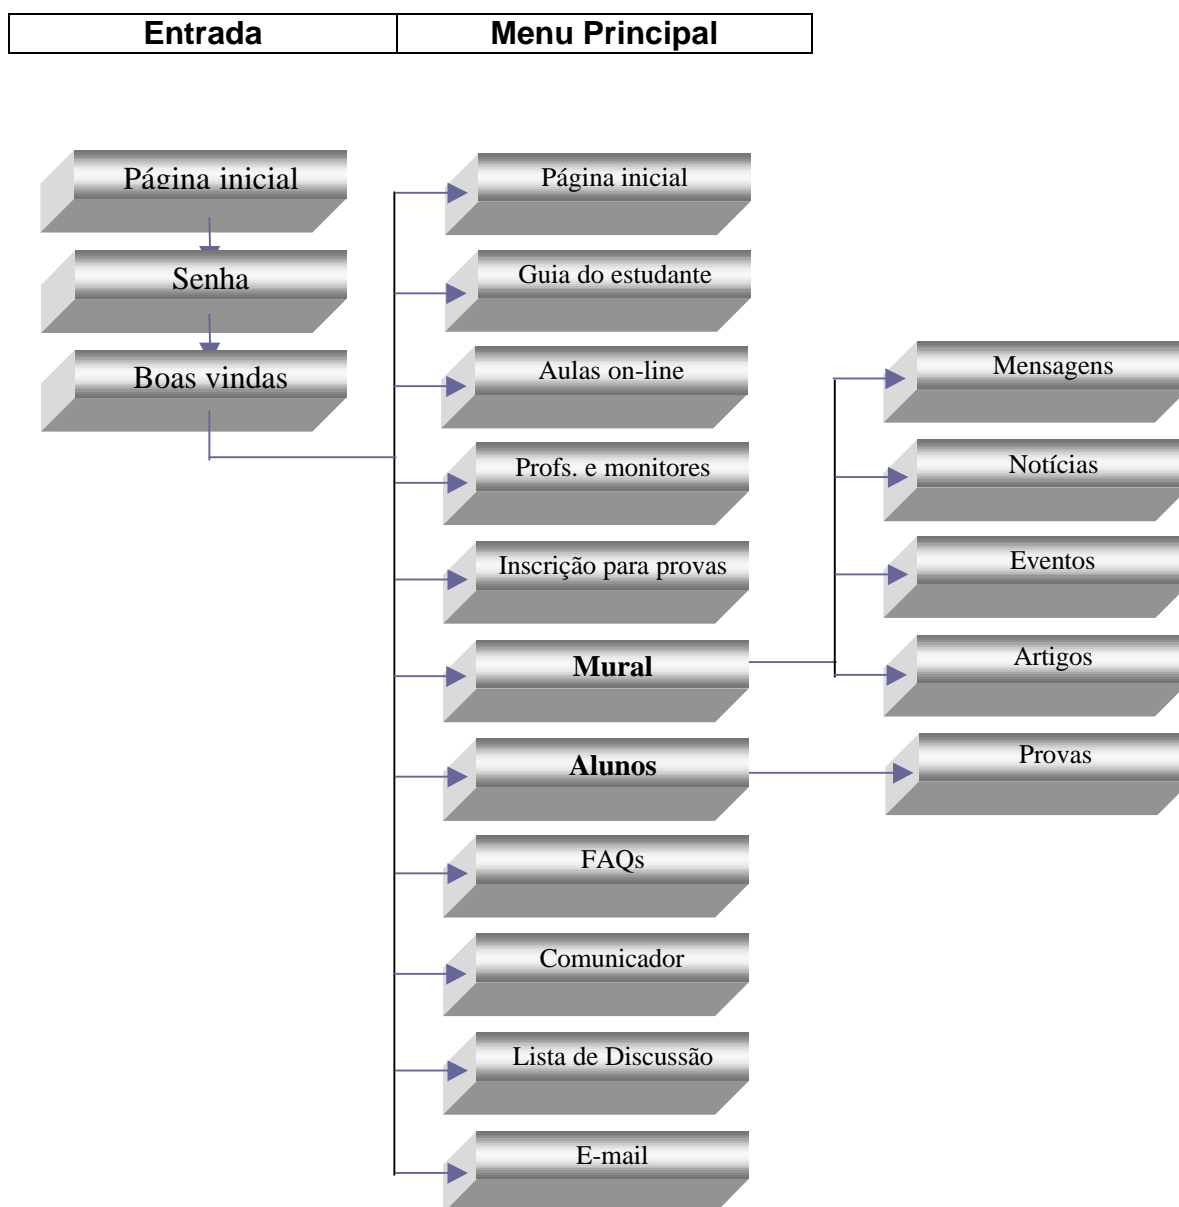 Entrada
Menu Principal
Página inicial
Senha
Boas vindas
Página inicial
Guia do estudante
Aulas on-line
Profs. e monitores
Inscrição para provas
Mural
Alunos
FAQs
Comunicador
Lista de Discussão
E-mail
Mensagens
Notícias
Eventos
Artigos
Provas